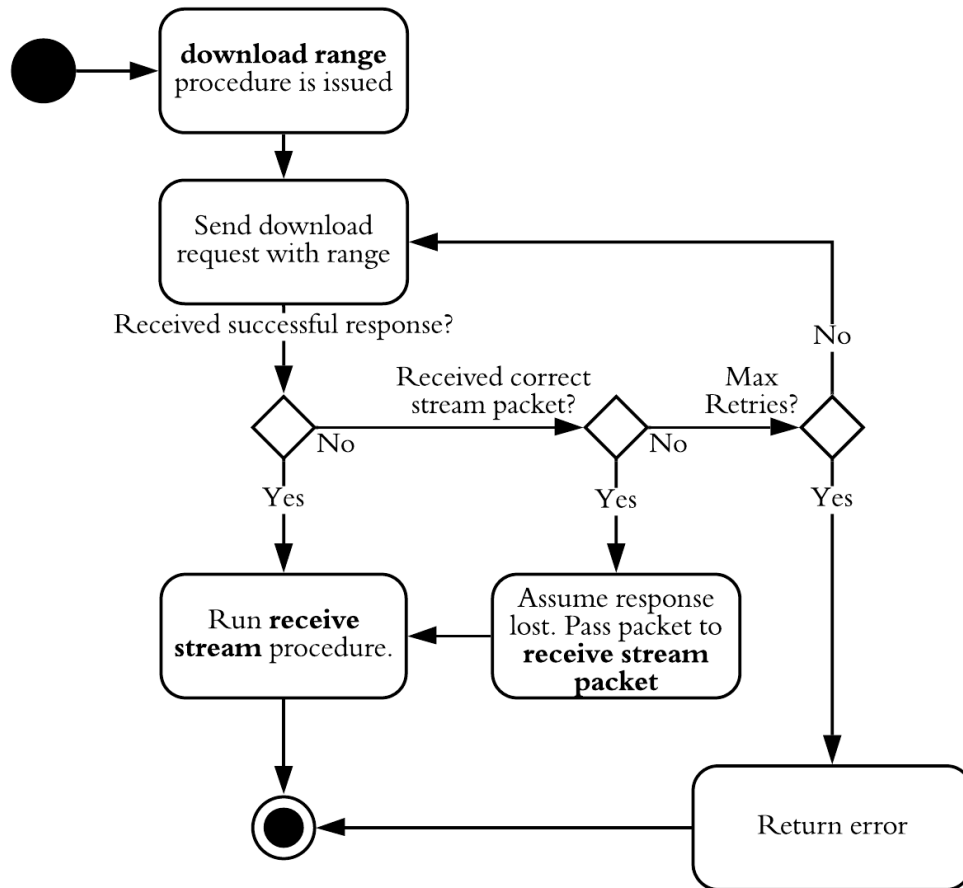 download range
procedure is issued
Send download
request with range
Received successful response?
Received correct
stream packet?
Max
Retries?
No
No
No
Yes
Yes
Yes
Run receive
stream procedure.
Assume response
lost. Pass packet to
receive stream
packet
Return error